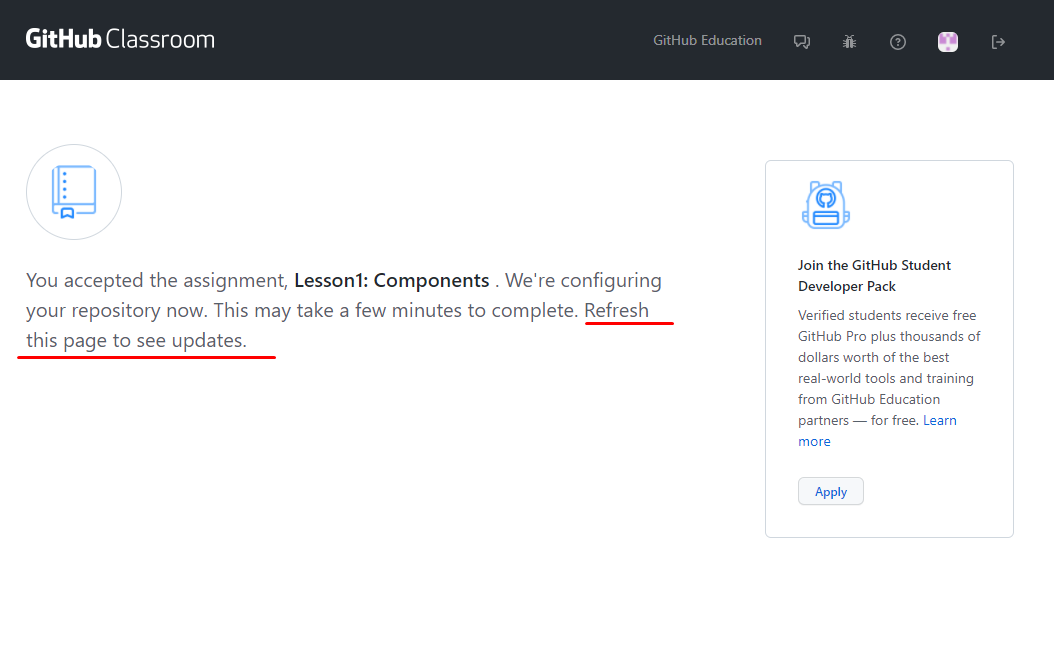 GitHub Classroom
GitHub Education
You accepted the assignment, Lesson1: Components . We're configuring
your repository now. This may take a few minutes to complete. Refresh
this page to see updates.
Join the GitHub Student
Developer Pack
Verified students receive free
GitHub Pro plus thousands of
dollars worth of the best
real-world tools and training
from GitHub Education
partners — for free. Learn
more
Apply